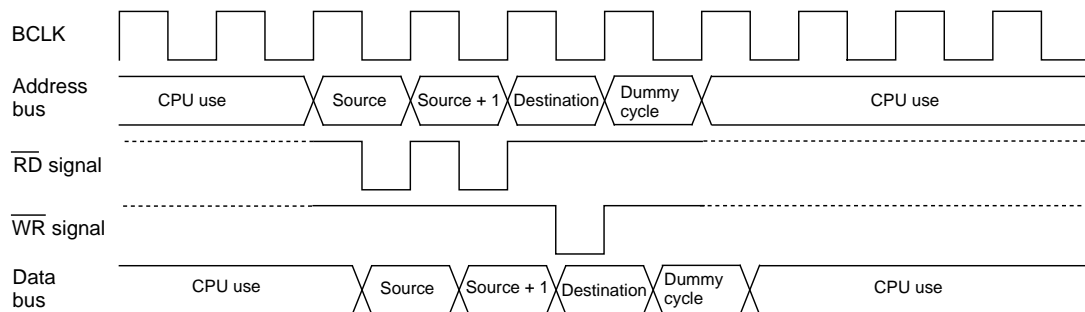 BCLK
Address
bus
CPU use
Source
Source + 1
Destination
Dummy
cycle
CPU use
RD signal
WR signal
Data
bus
CPU use
Source
Source + 1
Destination
Dummy
cycle
CPU use